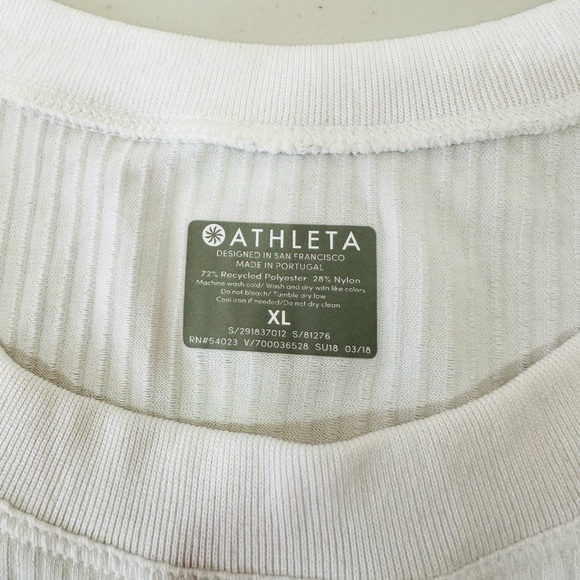 ATHLETA
DESIGNED IN SAN FRANCISCO
MADE IN PORTUGAL
72% Recycled Polyester 28% Nylon
Machine wash cold/ Wash and dry with like colors
Do not bleach/ Tumble dry low
Cool iron if needed/Do not dry clean
XL
S/291837012 S/81276
RN#54023 V/700036528 SU18 03/18